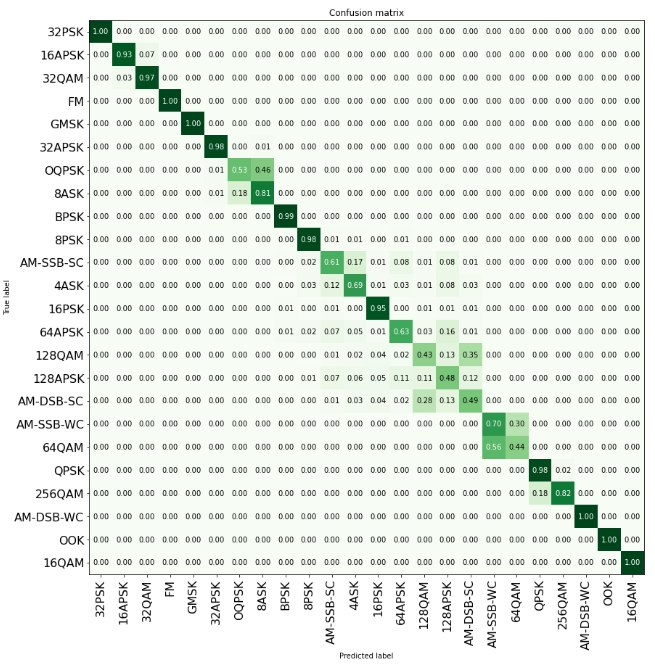 Confusion matrix
True label
32PSK 1.00 0.00 0.00 0.00 0.00 0.00 0.00 0.00 0.00 0.00 0.00 0.00 0.00 0.00 0.00 0.00 0.00 0.00 0.00 0.00 0.00 0.00 0.00 0.00
16APSK 0.00 0.93 0.07 0.00 0.00 0.00 0.00 0.00 0.00 0.00 0.00 0.00 0.00 0.00 0.00 0.00 0.00 0.00 0.00 0.00 0.00 0.00 0.00 0.00
32QAM 0.00 0.03 0.97 0.00 0.00 0.00 0.00 0.00 0.00 0.00 0.00 0.00 0.00 0.00 0.00 0.00 0.00 0.00 0.00 0.00 0.00 0.00 0.00 0.00
FM 0.00 0.00 0.00 1.00 0.00 0.00 0.00 0.00 0.00 0.00 0.00 0.00 0.00 0.00 0.00 0.00 0.00 0.00 0.00 0.00 0.00 0.00 0.00 0.00
GMSK 0.00 0.00 0.00 0.00 1.00 0.00 0.00 0.00 0.00 0.00 0.00 0.00 0.00 0.00 0.00 0.00 0.00 0.00 0.00 0.00 0.00 0.00 0.00 0.00
32APSK 0.00 0.00 0.00 0.00 0.00 0.98 0.00 0.01 0.00 0.00 0.00 0.00 0.00 0.00 0.00 0.00 0.00 0.00 0.00 0.00 0.00 0.00 0.00 0.00
OQPSK 0.00 0.00 0.00 0.00 0.00 0.01 0.53 0.46 0.00 0.00 0.00 0.00 0.00 0.00 0.00 0.00 0.00 0.00 0.00 0.00 0.00 0.00 0.00 0.00
8ASK 0.00 0.00 0.00 0.00 0.00 0.01 0.18 0.81 0.00 0.00 0.00 0.00 0.00 0.00 0.00 0.00 0.00 0.00 0.00 0.00 0.00 0.00 0.00 0.00
BPSK 0.00 0.00 0.00 0.00 0.00 0.00 0.00 0.00 0.99 0.00 0.00 0.00 0.00 0.00 0.00 0.00 0.00 0.00 0.00 0.00 0.00 0.00 0.00 0.00
8PSK 0.00 0.00 0.00 0.00 0.00 0.00 0.00 0.00 0.00 0.98 0.01 0.01 0.00 0.01 0.00 0.00 0.00 0.00 0.00 0.00 0.00 0.00 0.00 0.00
AM-SSB-SC 0.00 0.00 0.00 0.00 0.00 0.00 0.00 0.00 0.00 0.02 0.61 0.17 0.01 0.08 0.01 0.08 0.01 0.00 0.00 0.00 0.00 0.00 0.00 0.00
4ASK 0.00 0.00 0.00 0.00 0.00 0.00 0.00 0.00 0.00 0.03 0.12 0.69 0.01 0.03 0.01 0.08 0.03 0.00 0.00 0.00 0.00 0.00 0.00 0.00
16PSK 0.00 0.00 0.00 0.00 0.00 0.00 0.00 0.00 0.01 0.00 0.01 0.00 0.95 0.00 0.01 0.01 0.01 0.00 0.00 0.00 0.00 0.00 0.00 0.00
64APSK 0.00 0.00 0.00 0.00 0.00 0.00 0.00 0.00 0.01 0.02 0.07 0.05 0.01 0.63 0.03 0.16 0.01 0.00 0.00 0.00 0.00 0.00 0.00 0.00
128QAM 0.00 0.00 0.00 0.00 0.00 0.00 0.00 0.00 0.00 0.00 0.01 0.02 0.04 0.02 0.43 0.13 0.35 0.00 0.00 0.00 0.00 0.00 0.00 0.00
128APSK 0.00 0.00 0.00 0.00 0.00 0.00 0.00 0.00 0.00 0.01 0.07 0.06 0.05 0.11 0.11 0.48 0.12 0.00 0.00 0.00 0.00 0.00 0.00 0.00
AM-DSB-SC 0.00 0.00 0.00 0.00 0.00 0.00 0.00 0.00 0.00 0.00 0.01 0.03 0.04 0.02 0.28 0.13 0.49 0.00 0.00 0.00 0.00 0.00 0.00 0.00
AM-SSB-WC 0.00 0.00 0.00 0.00 0.00 0.00 0.00 0.00 0.00 0.00 0.00 0.00 0.00 0.00 0.00 0.00 0.00 0.70 0.30 0.00 0.00 0.00 0.00 0.00
64QAM 0.00 0.00 0.00 0.00 0.00 0.00 0.00 0.00 0.00 0.00 0.00 0.00 0.00 0.00 0.00 0.00 0.00 0.56 0.44 0.00 0.00 0.00 0.00 0.00
QPSK 0.00 0.00 0.00 0.00 0.00 0.00 0.00 0.00 0.00 0.00 0.00 0.00 0.00 0.00 0.00 0.00 0.00 0.00 0.00 0.98 0.02 0.00 0.00 0.00
256QAM 0.00 0.00 0.00 0.00 0.00 0.00 0.00 0.00 0.00 0.00 0.00 0.00 0.00 0.00 0.00 0.00 0.00 0.00 0.00 0.18 0.82 0.00 0.00 0.00
AM-DSB-WC 0.00 0.00 0.00 0.00 0.00 0.00 0.00 0.00 0.00 0.00 0.00 0.00 0.00 0.00 0.00 0.00 0.00 0.00 0.00 0.00 0.00 1.00 0.00 0.00
OOK 0.00 0.00 0.00 0.00 0.00 0.00 0.00 0.00 0.00 0.00 0.00 0.00 0.00 0.00 0.00 0.00 0.00 0.00 0.00 0.00 0.00 0.00 1.00 0.00
16QAM 0.00 0.00 0.00 0.00 0.00 0.00 0.00 0.00 0.00 0.00 0.00 0.00 0.00 0.00 0.00 0.00 0.00 0.00 0.00 0.00 0.00 0.00 0.00 1.00
32PSK 16APSK 32QAM FM GMSK 32APSK OQPSK 8ASK BPSK 8PSK AM-SSB-SC 4ASK 16PSK 64APSK 128QAM 128APSK AM-DSB-SC AM-SSB-WC 64QAM QPSK 256QAM AM-DSB-WC OOK 16QAM
Predicted label